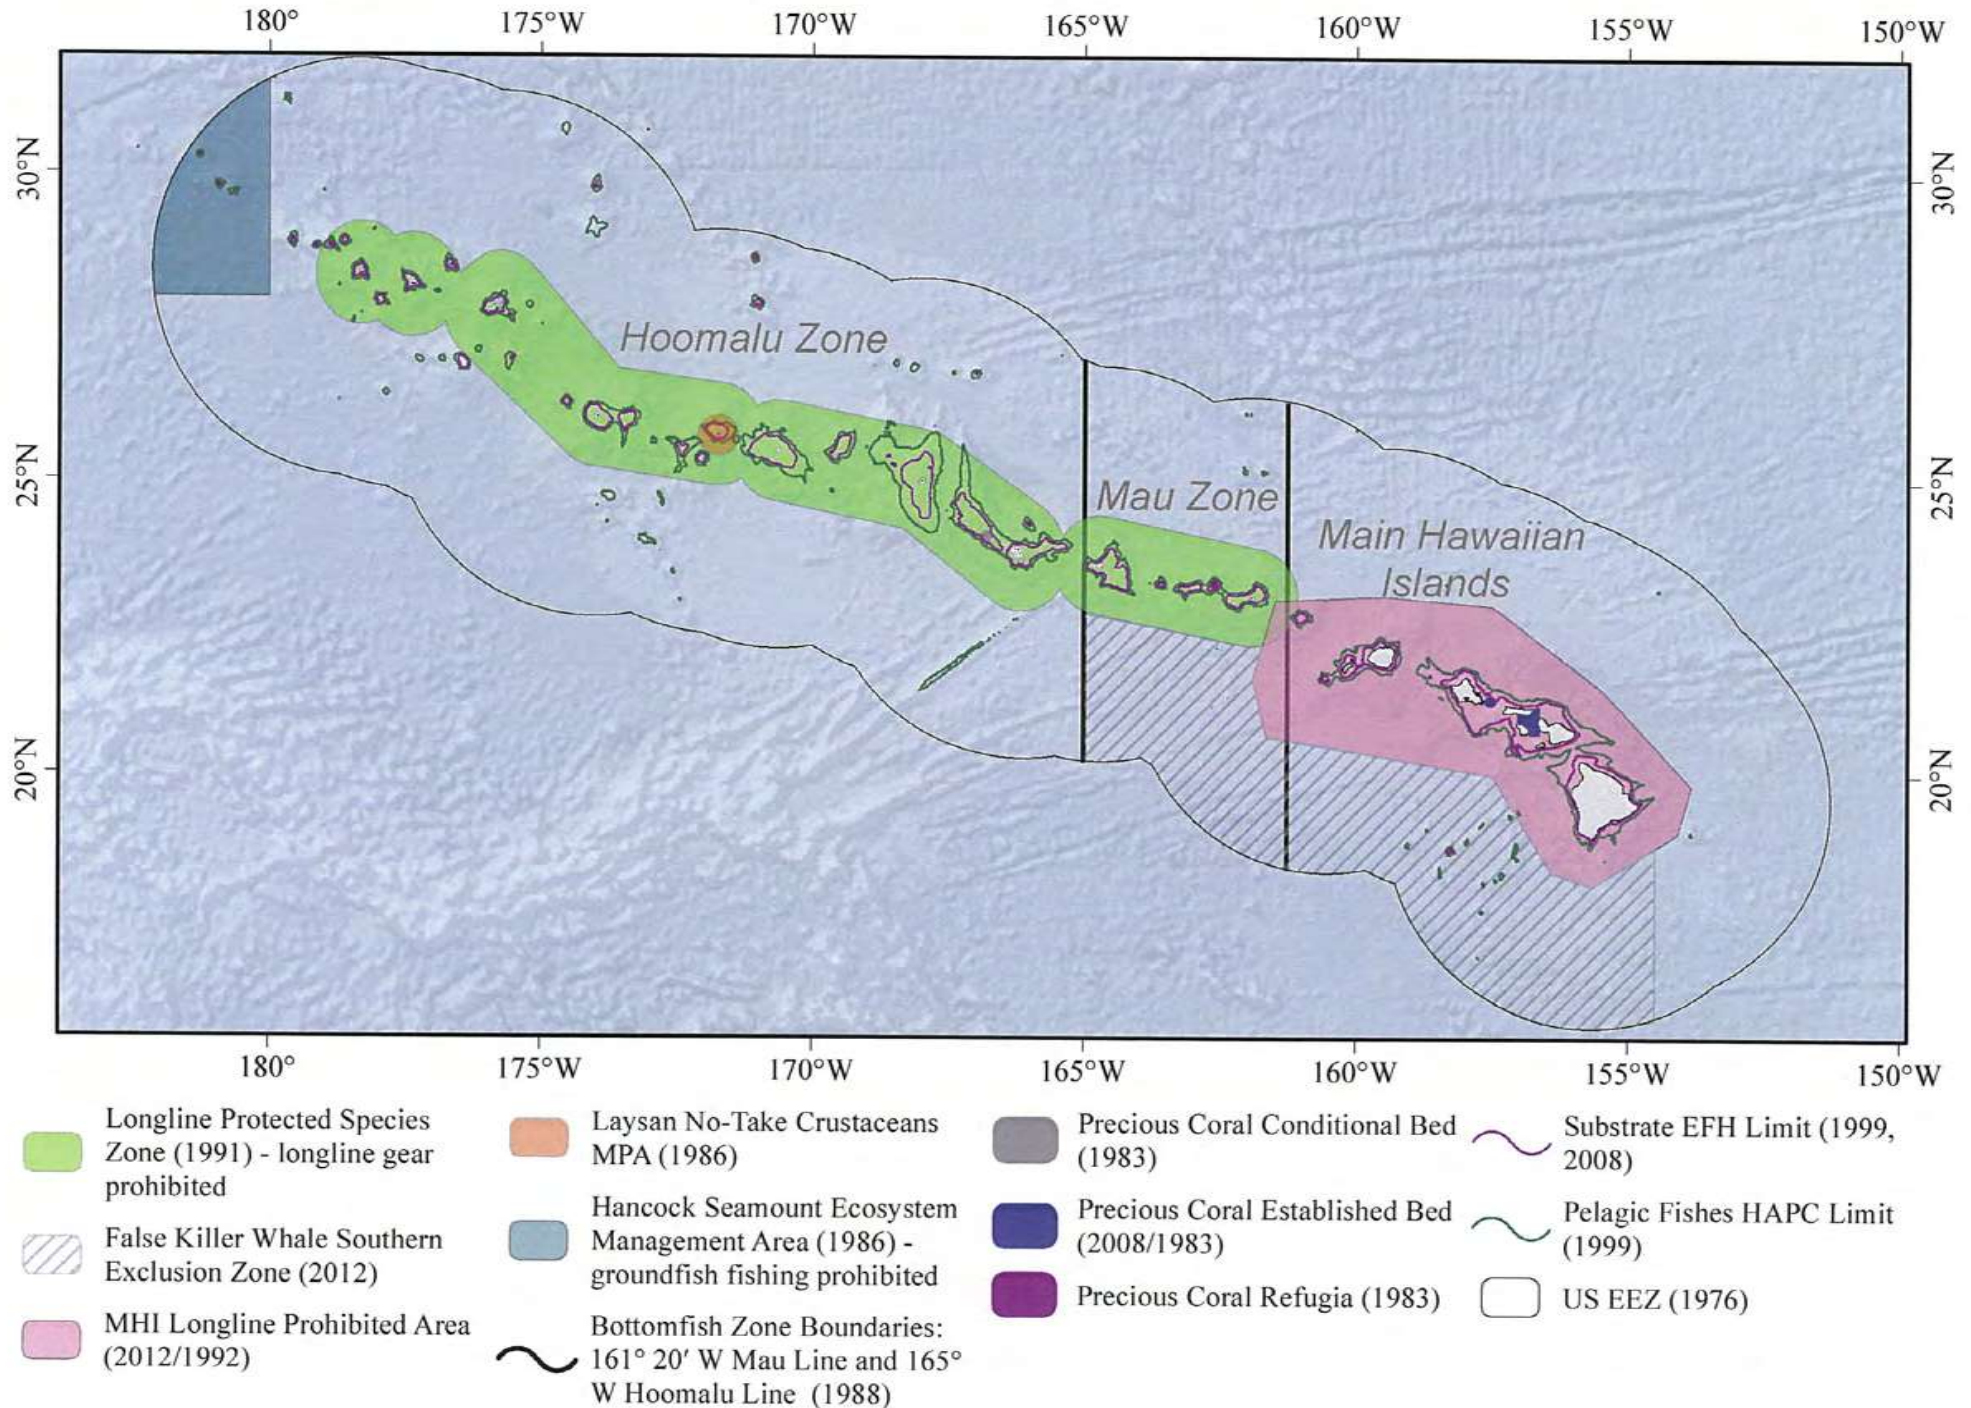 180°
175°W
170°W
165°W
160°W
155°W
150°W
30°N
25°N
20°N
30°N
25°N
20°N
Hoomalu Zone
Mau Zone
Main Hawaiian
Islands
180°
175°W
170°W
165°W
160°W
155°W
150°W
Longline Protected Species
Zone (1991) - longline gear
prohibited
False Killer Whale Southern
Exclusion Zone (2012)
MHI Longline Prohibited Area
(2012/1992)
Laysan No-Take Crustaceans
MPA (1986)
Hancock Seamount Ecosystem
Management Area (1986) -
groundfish fishing prohibited
Bottomfish Zone Boundaries:
161° 20′ W Mau Line and 165°
W Hoomalu Line (1988)
Precious Coral Conditional Bed
(1983)
Precious Coral Established Bed
(2008/1983)
Precious Coral Refugia (1983)
Substrate EFH Limit (1999,
2008)
Pelagic Fishes HAPC Limit
(1999)
US EEZ (1976)